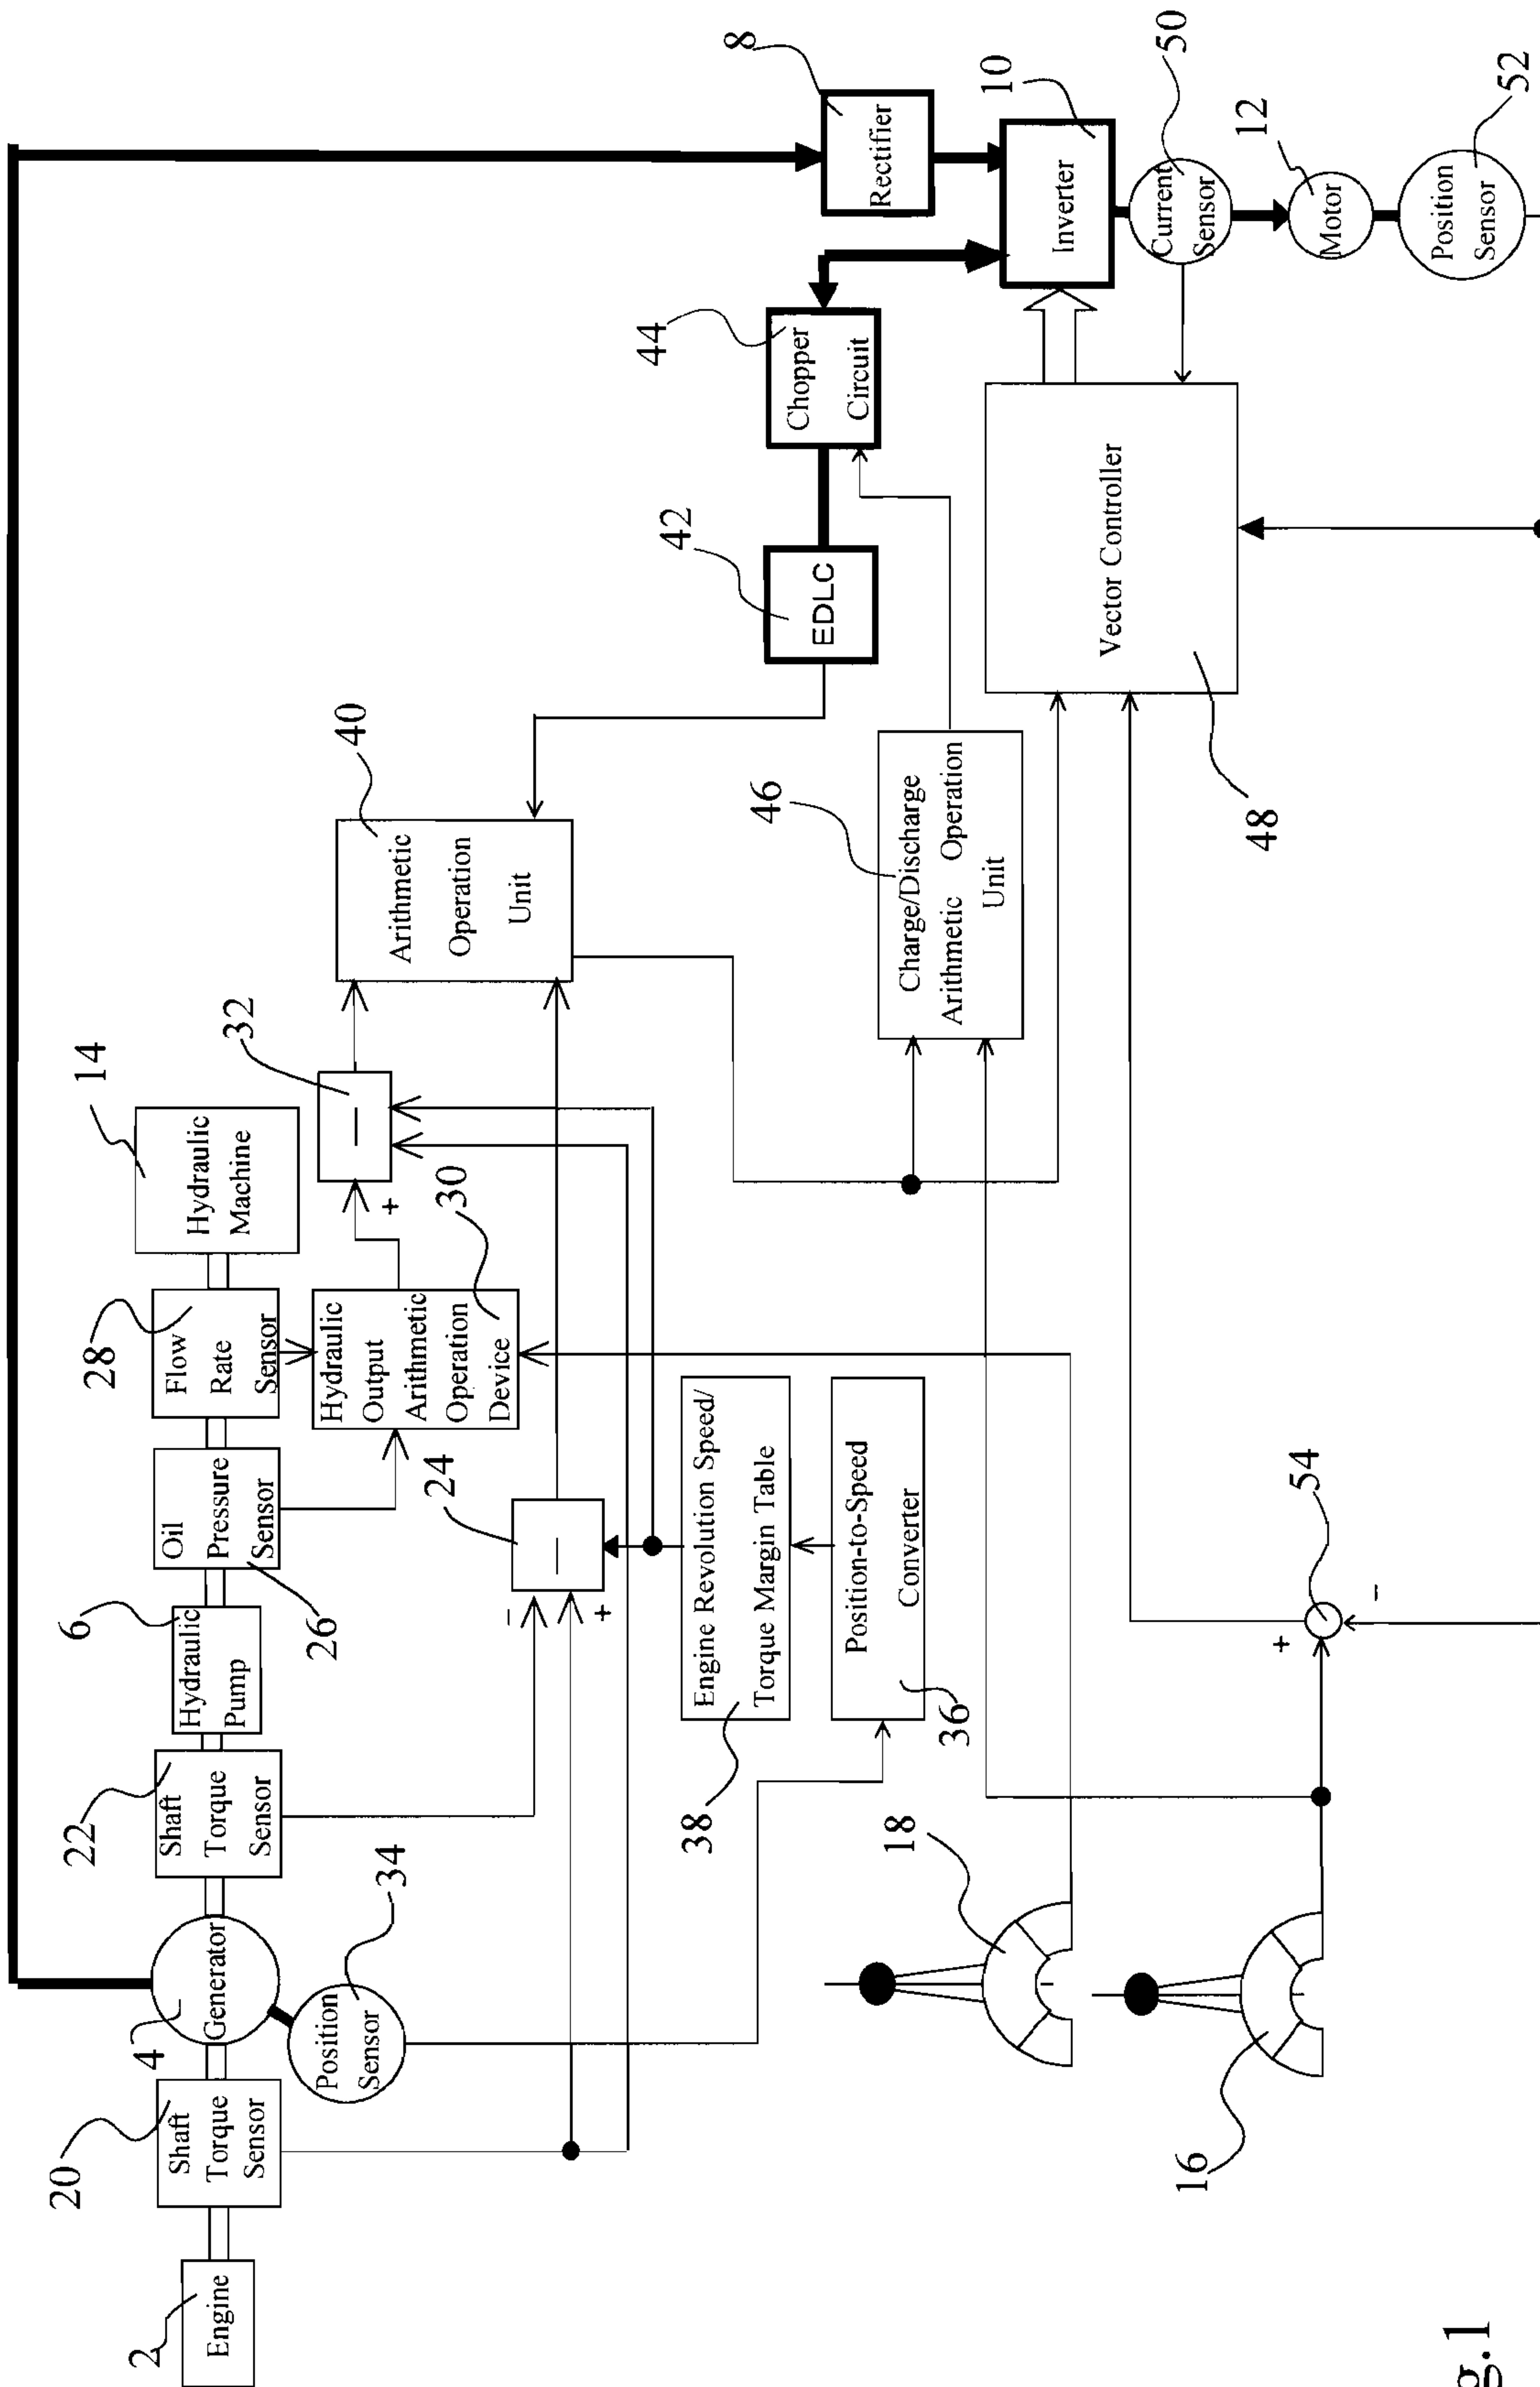 2
Engine
20
Shaft
Torque
Sensor
4
Generator
34
Position
Sensor
22
Shaft
Torque
Sensor
6
Hydraulic
Pump
26
Oil
Pressure
Sensor
28
Flow
Rate
Sensor
14
Hydraulic
Machine
30
Hydraulic
Output
Arithmetic
Operation
Device
32
+
24
−
+
40
Arithmetic
Operation
Unit
38
Engine Revolution Speed/
Torque Margin Table
36
Position-to-Speed
Converter
42
EDLC
44
Chopper
Circuit
8
Rectifier
10
Inverter
46
Charge/Discharge
Arithmetic Operation
Unit
48
Vector Controller
50
Current
Sensor
12
Motor
52
Position
Sensor
18
16
54
+
−
g.1